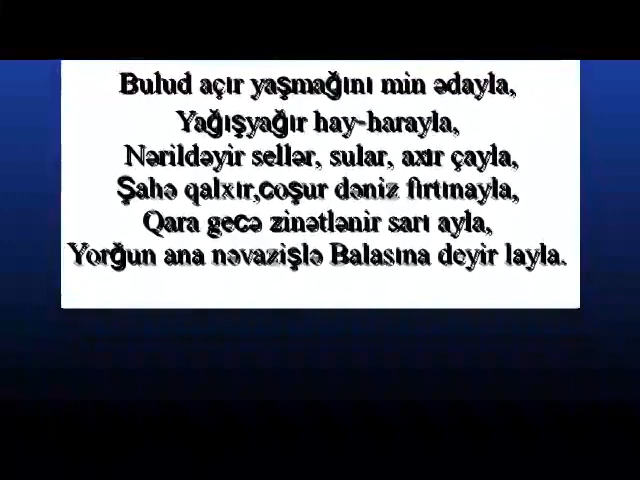 Bulud açır yaşmağını min ədayla,
Yağışyağır hay-harayla,
Nərildəyir sellər, sular, axır çayla,
Şahə qalxır,coşur dəniz fırtınayla,
Qara gecə zinətlənir sarı ayla,
Yorğun ana nəvazişlə Balasına deyir layla.